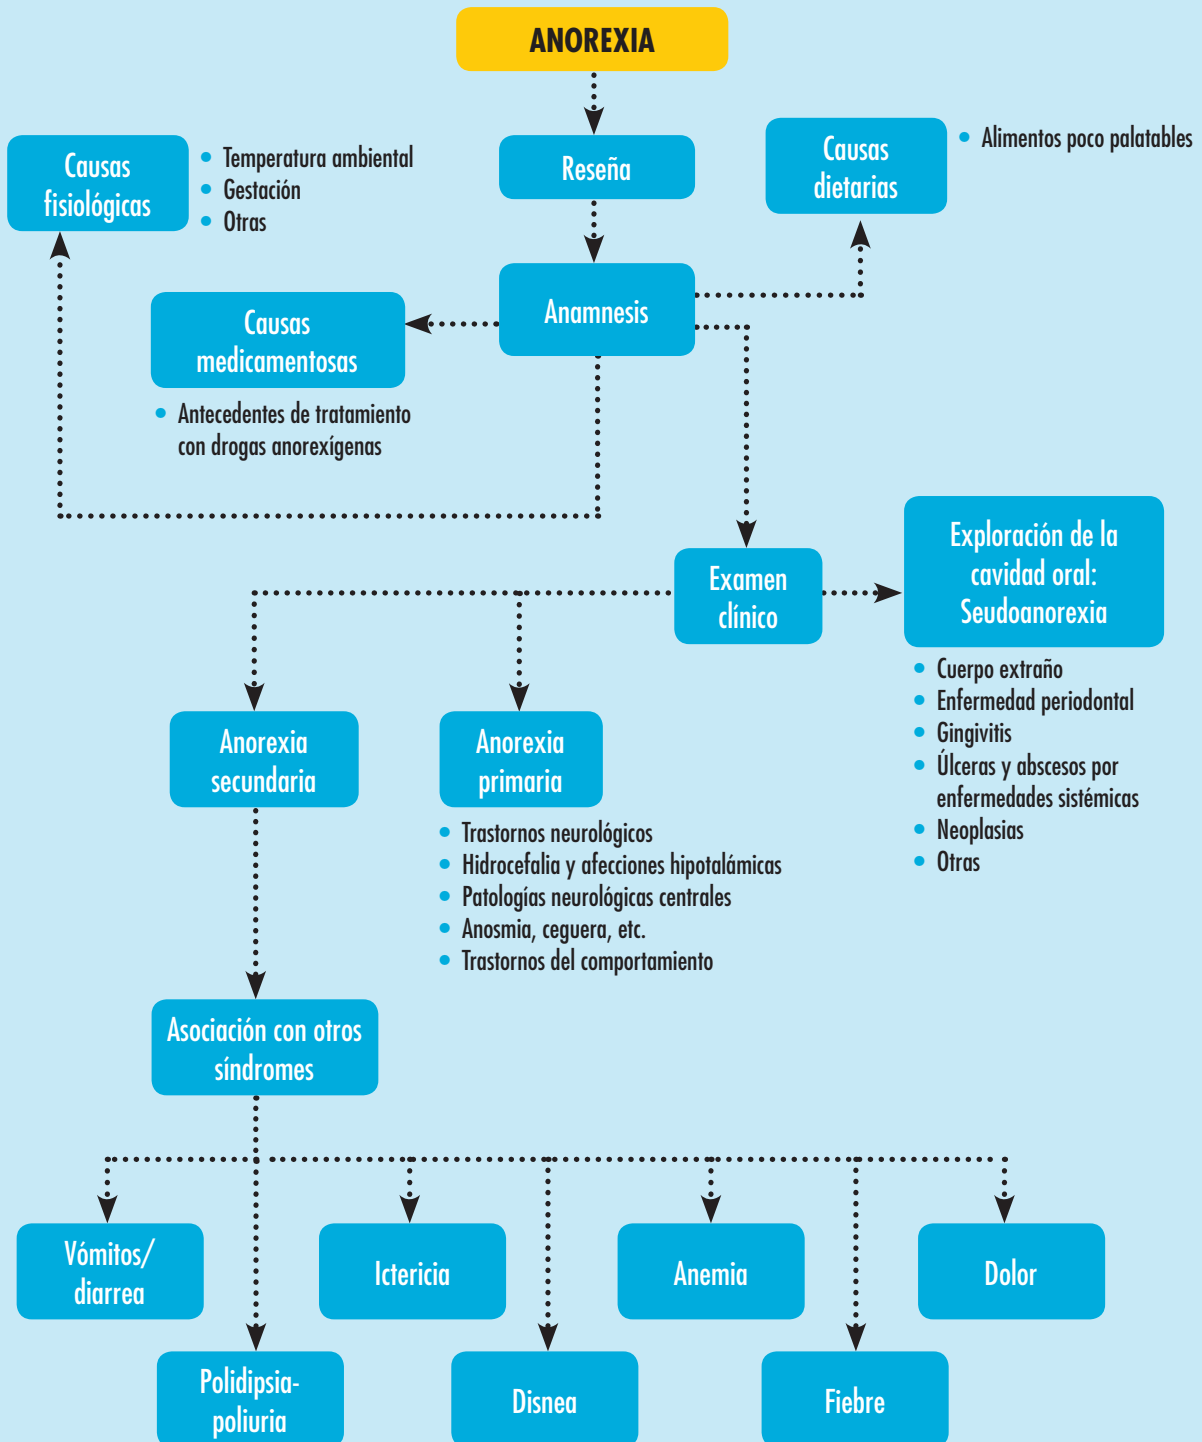 ANOREXIA
Reseña
Causas
dietarias
• Alimentos poco palatables
Causas
fisiológicas
• Temperatura ambiental
• Gestación
• Otras
Anamnesis
Causas
medicamentosas
• Antecedentes de tratamiento
con drogas anorexígenas
Examen
clínico
Exploración de la
cavidad oral:
Seudoanorexia
• Cuerpo extraño
• Enfermedad periodontal
• Gingivitis
• Úlceras y abscesos por
enfermedades sistémicas
• Neoplasias
• Otras
Anorexia
secundaria
Anorexia
primaria
• Trastornos neurológicos
• Hidrocefalia y afecciones hipotalámicas
• Patologías neurológicas centrales
• Anosmia, ceguera, etc.
• Trastornos del comportamiento
Asociación con otros
síndromes
Vómitos/
diarrea
Ictericia
Anemia
Dolor
Polidipsia-
poliuria
Disnea
Fiebre